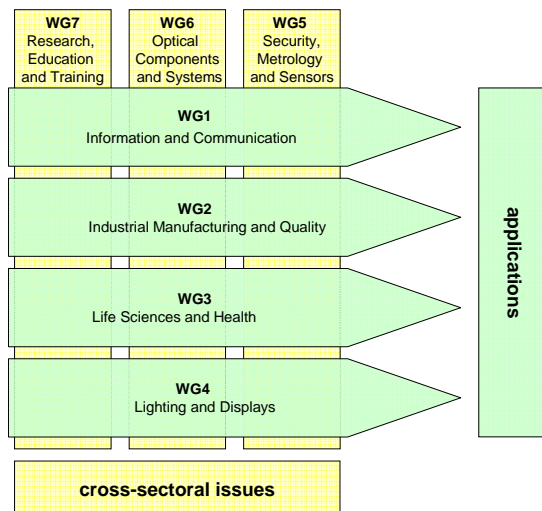 WG7
Research,
Education
and Training
WG6
Optical
Components
and Systems
WG5
Security,
Metrology
and Sensors
WG1
Information and Communication
WG2
Industrial Manufacturing and Quality
WG3
Life Sciences and Health
WG4
Lighting and Displays
applications
cross-sectoral issues